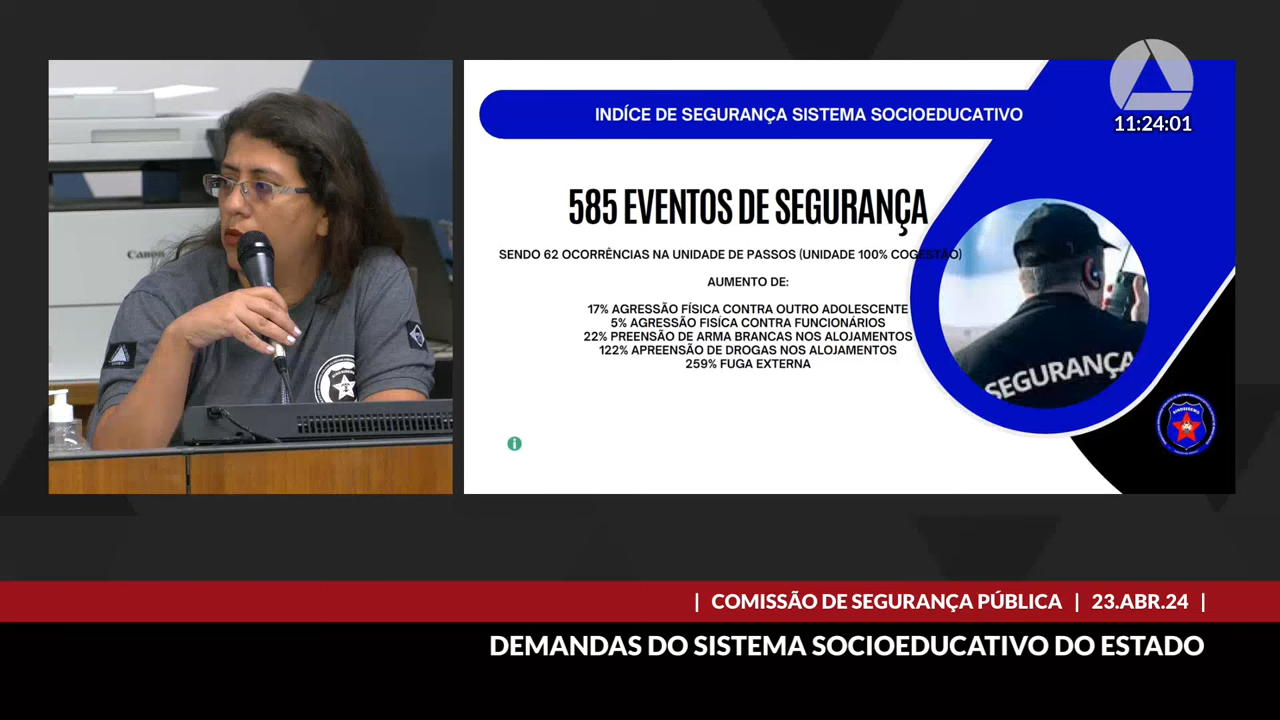 INDÍCE DE SEGURANÇA SISTEMA SOCIOEDUCATIVO
11:24:01
585 EVENTOS DE SEGURANÇA
SENDO 62 OCORRÊNCIAS NA UNIDADE DE PASSOS (UNIDADE 100% COGESTÃO)
AUMENTO DE:
17% AGRESSÃO FÍSICA CONTRA OUTRO ADOLESCENTE
5% AGRESSÃO FISÍCA CONTRA FUNCIONÁRIOS
22% PREENSÃO DE ARMA BRANCAS NOS ALOJAMENTOS
122% APREENSÃO DE DROGAS NOS ALOJAMENTOS
259% FUGA EXTERNA
SEGURANÇA
Canon
| COMISSÃO DE SEGURANÇA PÚBLICA | 23.ABR.24 |
DEMANDAS DO SISTEMA SOCIOEDUCATIVO DO ESTADO